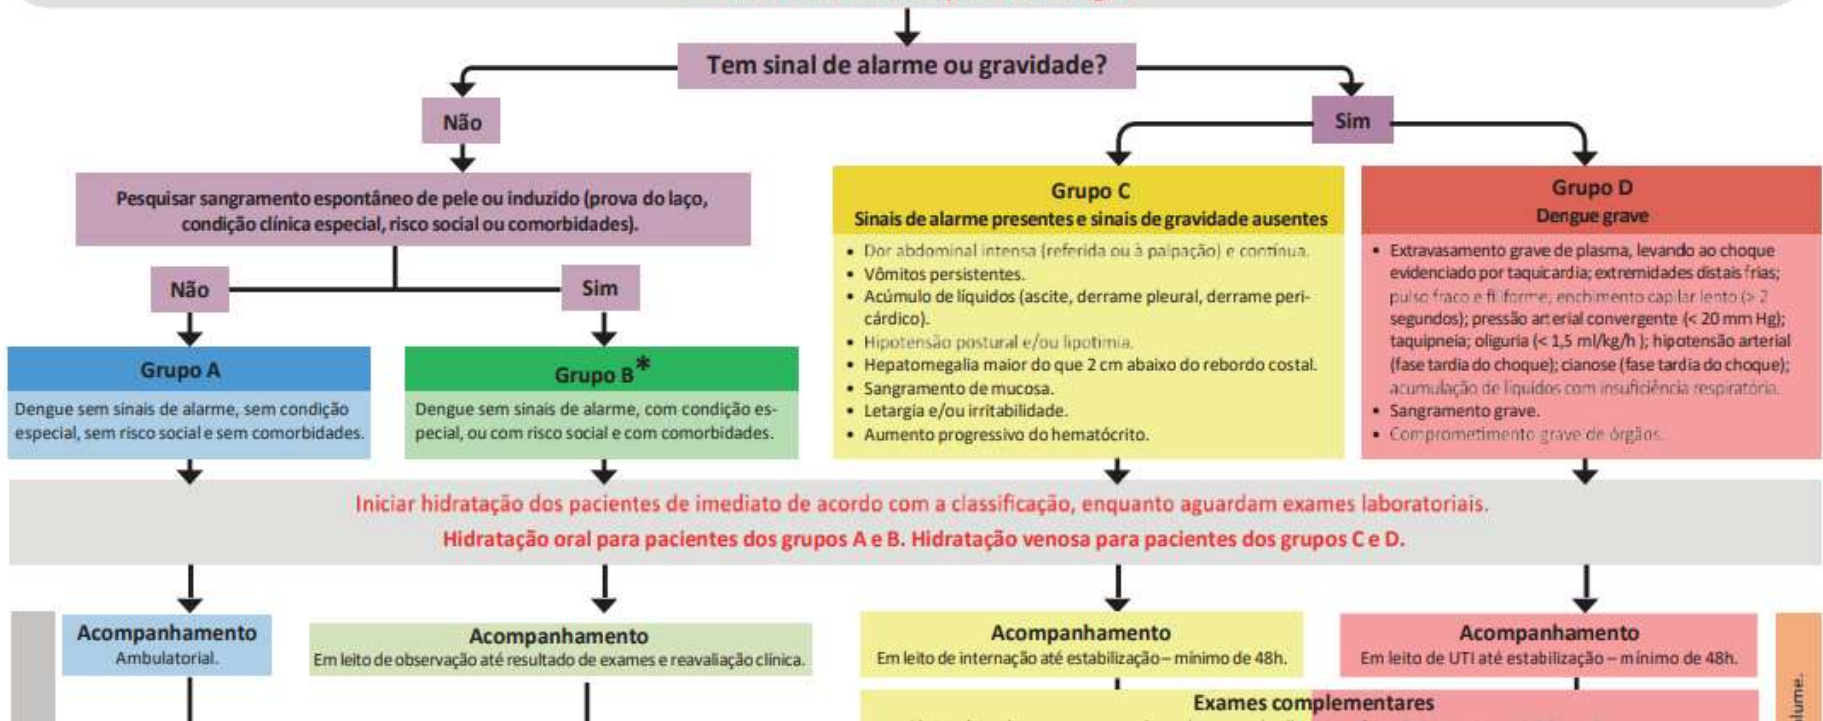 Tem sinal de alarme ou gravidade?
Não
Sim
Pesquisar sangramento espontâneo de pele ou induzido (prova do laço,
condição clínica especial, risco social ou comorbidades).
Não
Sim
Grupo A
Dengue sem sinais de alarme, sem condição
especial, sem risco social e sem comorbidades.
Grupo B*
Dengue sem sinais de alarme, com condição es-
pecial, ou com risco social e com comorbidades.
Grupo C
Sinais de alarme presentes e sinais de gravidade ausentes
• Dor abdominal intensa (referida ou à palpação) e contínua.
• Vômitos persistentes.
• Acúmulo de líquidos (ascite, derrame pleural, derrame peri-
cárdico).
• Hipotensão postural e/ou lipotimia.
• Hepatomegalia maior do que 2 cm abaixo do rebordo costal.
• Sangramento de mucosa.
• Letargia e/ou irritabilidade.
• Aumento progressivo do hematócrito.
Grupo D
Dengue grave
• Extravasamento grave de plasma, levando ao choque
evidenciado por taquicardia; extremidades distais frias;
pulso fraco e filiforme; enchimento capilar lento (> 2
segundos); pressão arterial convergente (< 20 mm Hg);
taquipneia; oliguria (< 1,5 ml/kg/h ); hipotensão arterial
(fase tardia do choque); cianose (fase tardia do choque);
acumulação de líquidos com insuficiência respiratória.
• Sangramento grave.
• Comprometimento grave de órgãos.
Iniciar hidratação dos pacientes de imediato de acordo com a classificação, enquanto aguardam exames laboratoriais.
Hidratação oral para pacientes dos grupos A e B. Hidratação venosa para pacientes dos grupos C e D.
Acompanhamento
Ambulatorial.
Acompanhamento
Em leito de observação até resultado de exames e reavaliação clínica.
Acompanhamento
Em leito de internação até estabilização – mínimo de 48h.
Acompanhamento
Em leito de UTI até estabilização – mínimo de 48h.
Exames complementares